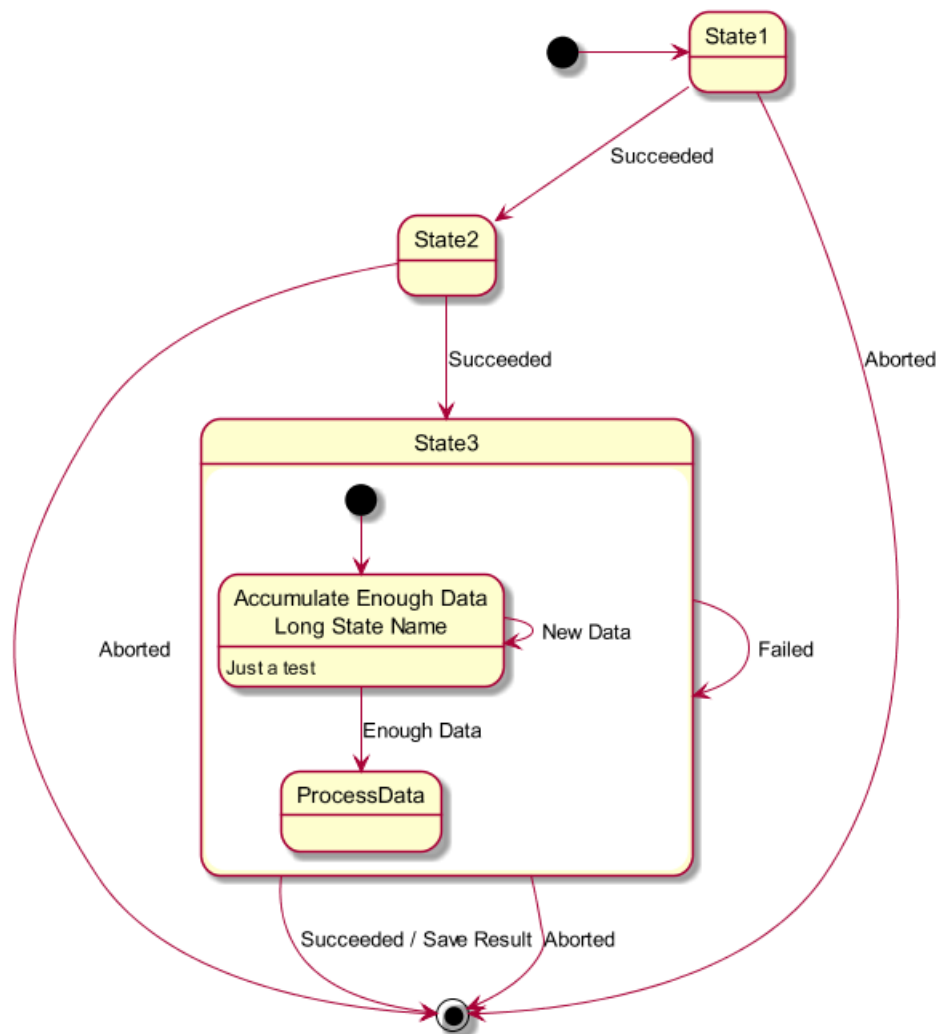 State1
Succeeded
State2
Succeeded
Aborted
State3
Accumulate Enough Data
Long State Name
New Data
Just a test
Aborted
Failed
Enough Data
ProcessData
Succeeded / Save Result
Aborted